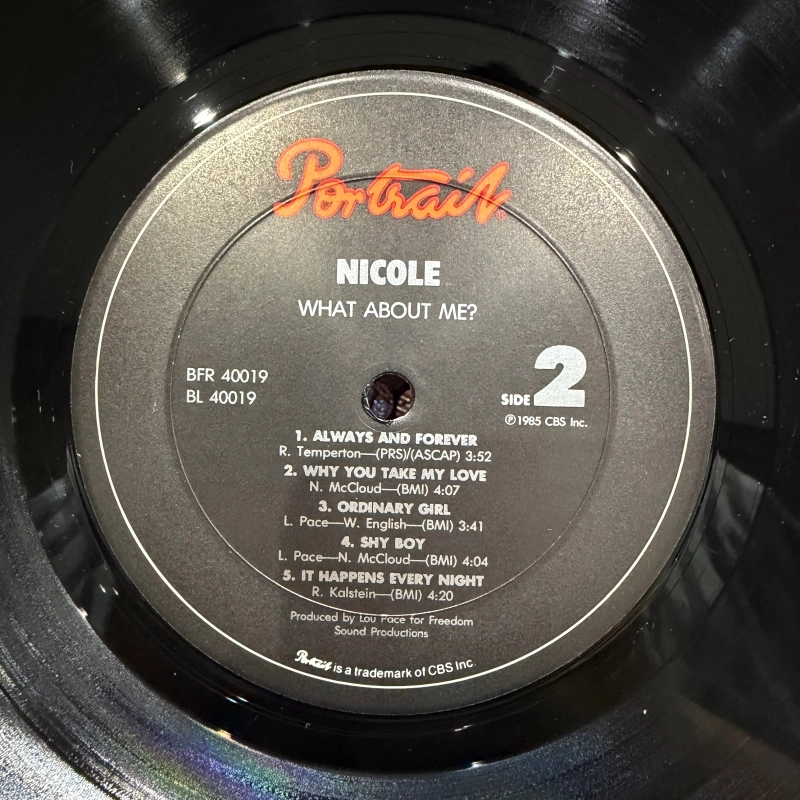 Portrait
NICOLE
WHAT ABOUT ME?
BFR 40019
BL 40019
SIDE 2
℗1985 CBS Inc.
1. ALWAYS AND FOREVER
R. Temperton—(PRS)/(ASCAP) 3:52
2. WHY YOU TAKE MY LOVE
N. McCloud—(BMI) 4:07
3. ORDINARY GIRL
L. Pace—W. English—(BMI) 3:41
4. SHY BOY
L. Pace—N. McCloud—(BMI) 4:04
5. IT HAPPENS EVERY NIGHT
R. Kalstein—(BMI) 4:20
Produced by Lou Pace for Freedom
Sound Productions
Portrait is a trademark of CBS Inc.